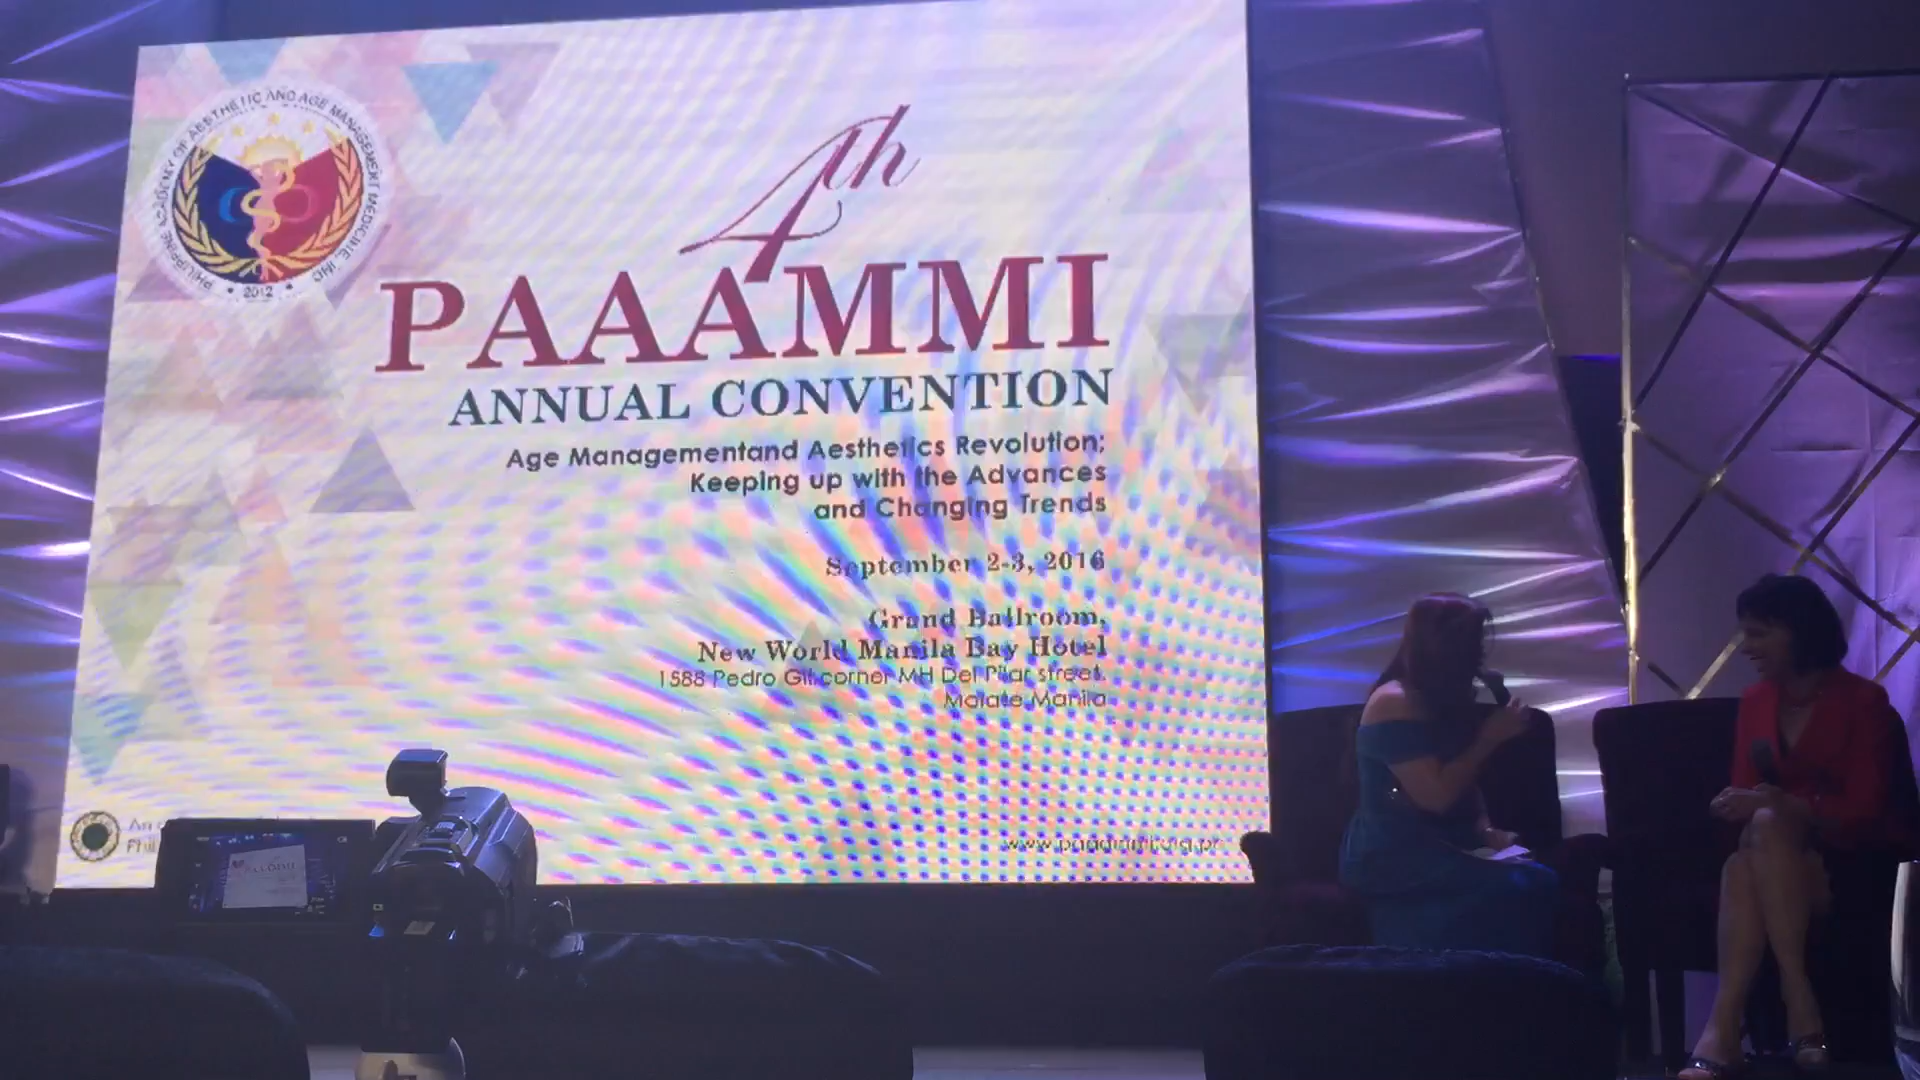 PHILIPPINE ACADEMY OF AESTHETIC AND AGE MANAGEMENT MEDICINE, INC.
2012
4th
PAAAMMI
ANNUAL CONVENTION
Age Managementand Aesthetics Revolution;
Keeping up with the Advances
and Changing Trends
September 2-3, 2016
Grand Ballroom,
New World Manila Bay Hotel
1588 Pedro Gil corner MH Del Pilar street,
Malate Manila